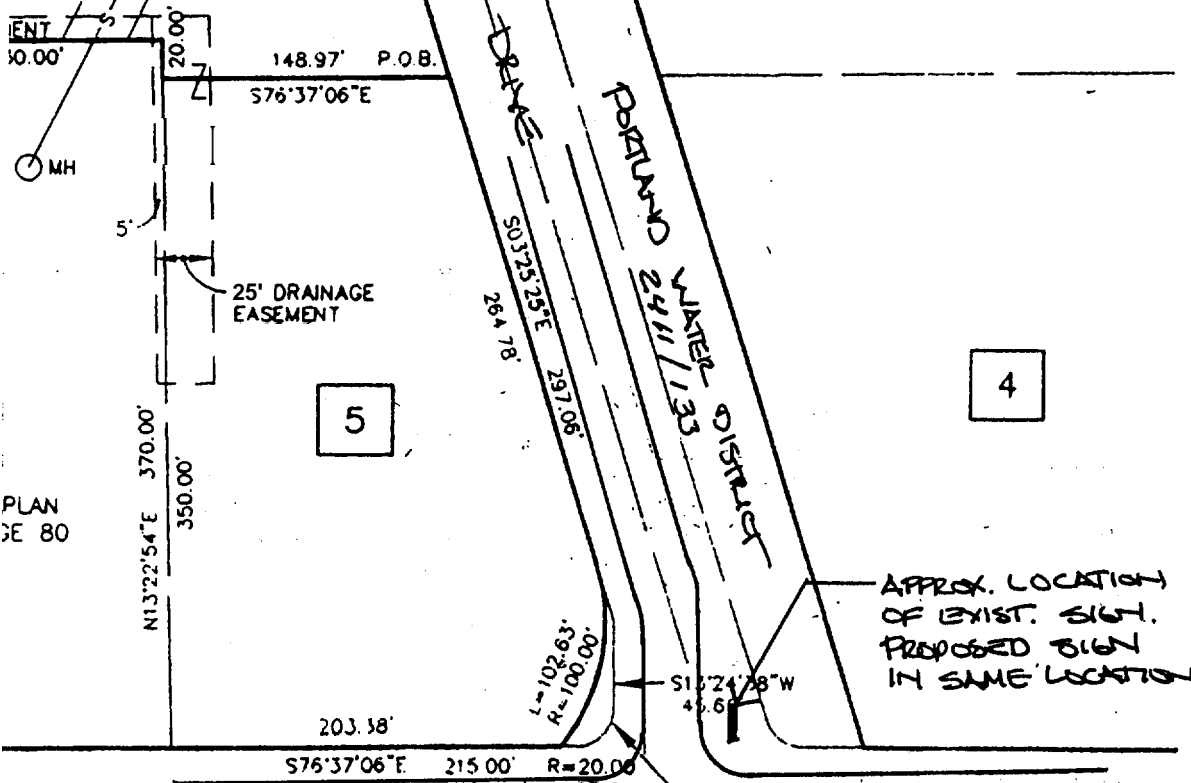 20.00'
148.97' P.O.B.
S76°37'06"E
MH
5'
25' DRAINAGE
EASEMENT
DRIVE
PORTLAND WATER DISTRICT
S03°25'25"E 297.06'
264.78'
5
4
N13°22'54"E 370.00'
350.00'
PLAN
80
APPROX. LOCATION
OF EXIST. SIGN.
PROPOSED SIGN
IN SAME LOCATION
L=102.63'
R=100.00'
203.38'
S76°37'06"E 215.00' R=20.00